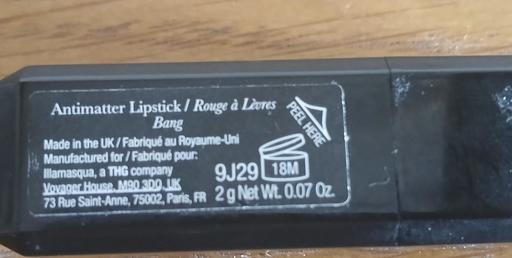 Antimatter Lipstick / Rouge à Lèvres
Bang
PEEL HERE
Made in the UK / Fabriqué au Royaume-Uni
Manufactured for / Fabriqué pour:
Illamasqua, a THG company
Voyager House, M90 3DQ, UK
73 Rue Saint-Anne, 75002, Paris, FR
9J29
18M
2 g Net Wt. 0.07 Oz.